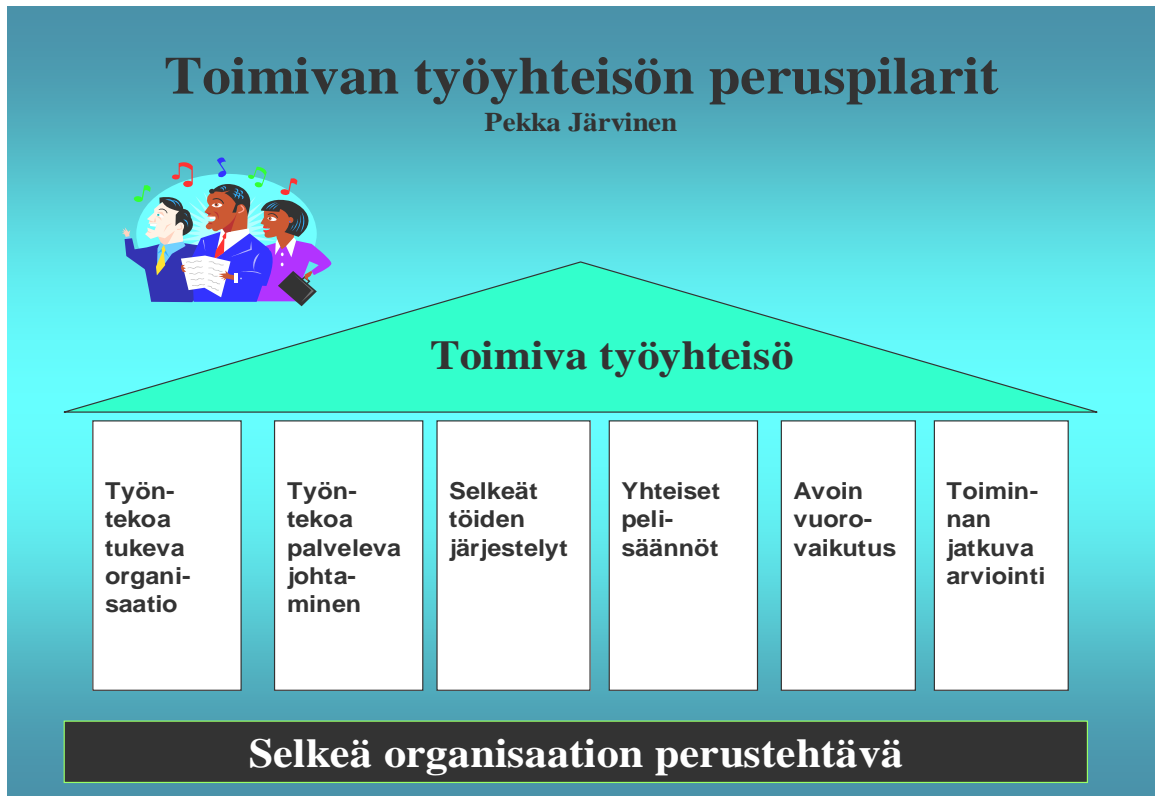 Toimivan työyhteisön peruspilarit
Pekka Järvinen
Toimiva työyhteisö
Työn-
tekoa
tukeva
organi-
saatio
Työn-
tekoa
palveleva
johta-
minen
Selkeät
töiden
järjestelyt
Yhteiset
peli-
säännöt
Avoin
vuoro-
vaikutus
Toimin-
nan
jatkuva
arviointi
Selkeä organisaation perustehtävä